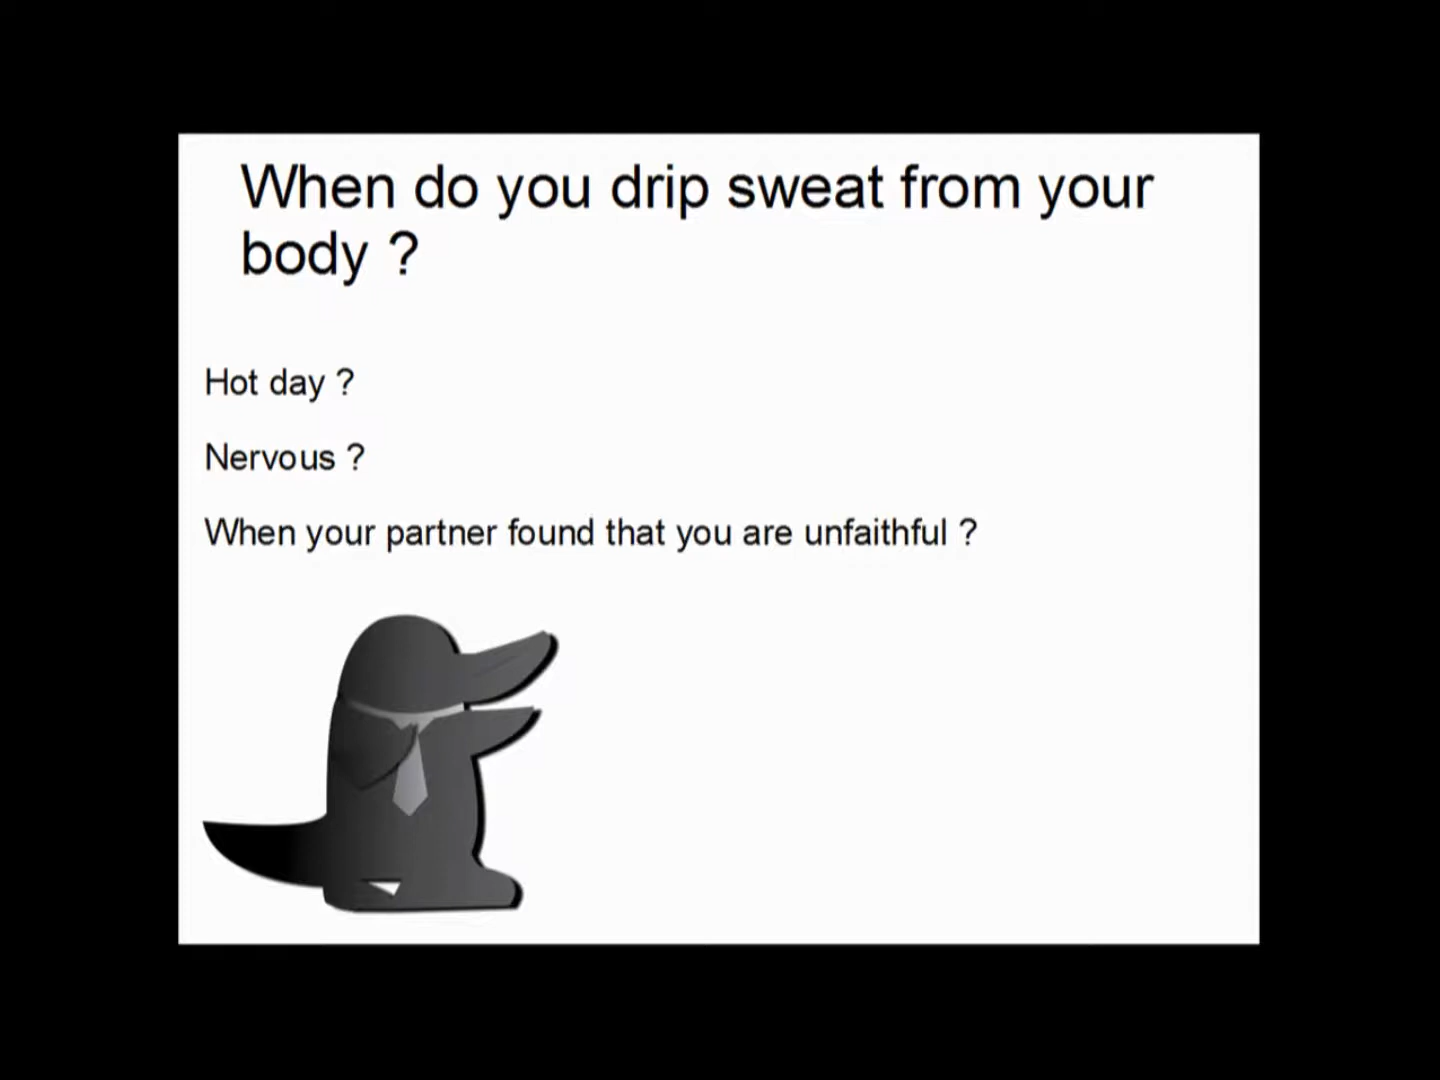 When do you drip sweat from your
body ?
Hot day ?
Nervous ?
When your partner found that you are unfaithful ?